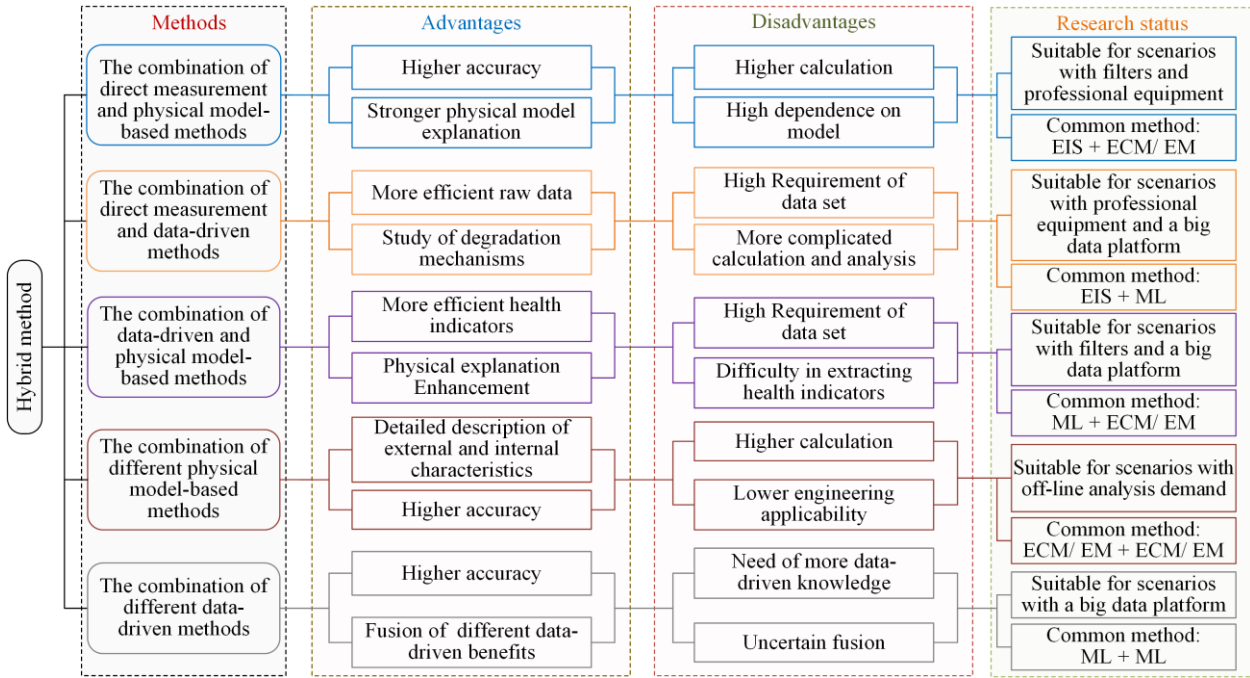 Methods
Advantages
Disadvantages
Research status
Hybrid method
The combination of
direct measurement
and physical model-
based methods
Higher accuracy
Stronger physical model
explanation
Higher calculation
High dependence on
model
Suitable for scenarios
with filters and
professional equipment
Common method:
EIS + ECM/ EM
The combination of
direct measurement
and data-driven
methods
More efficient raw data
Study of degradation
mechanisms
High Requirement of
data set
More complicated
calculation and analysis
Suitable for scenarios
with professional
equipment and a big
data platform
Common method:
EIS + ML
The combination of
data-driven and
physical model-
based methods
More efficient health
indicators
Physical explanation
Enhancement
High Requirement of
data set
Difficulty in extracting
health indicators
Suitable for scenarios
with filters and a big
data platform
Common method:
ML + ECM/ EM
The combination of
different physical
model-based
methods
Detailed description of
external and internal
characteristics
Higher accuracy
Higher calculation
Lower engineering
applicability
Suitable for scenarios with
off-line analysis demand
Common method:
ECM/ EM + ECM/ EM
The combination of
different data-
driven methods
Higher accuracy
Fusion of different data-
driven benefits
Need of more data-
driven knowledge
Uncertain fusion
Suitable for scenarios
with a big data platform
Common method:
ML + ML